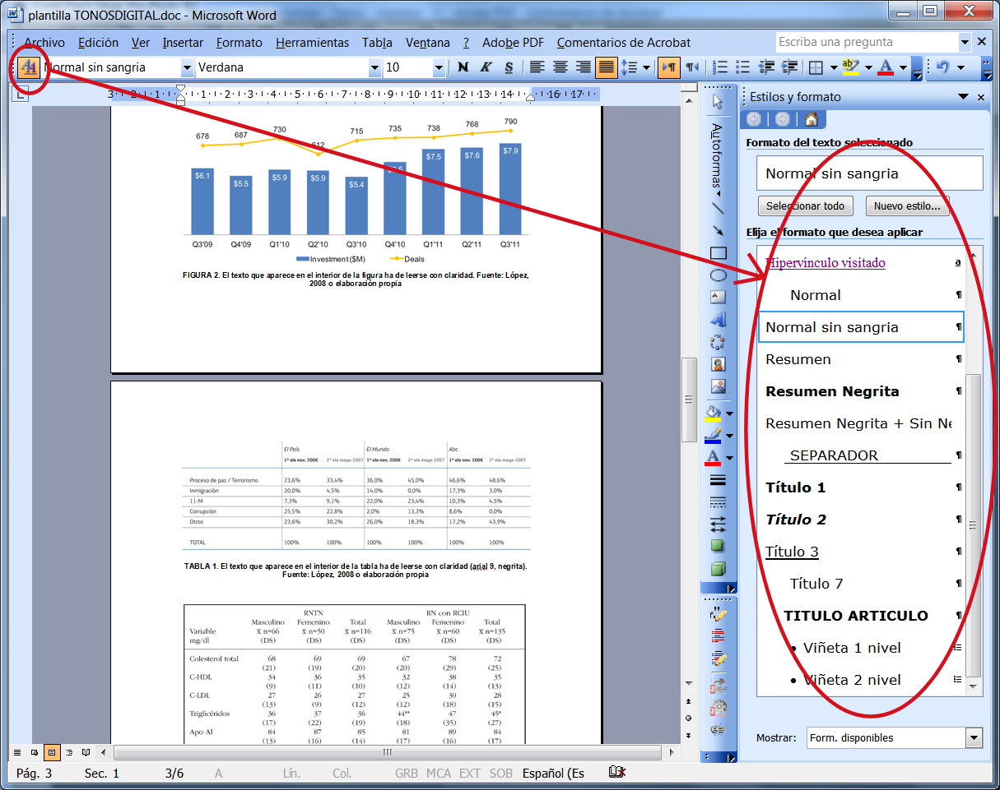 plantilla TONOSDIGITAL.doc - Microsoft Word
Archivo Edición Ver Insertar Formato Herramientas Tabla Ventana ? Adobe PDF Comentarios de Acrobat Escriba una pregunta
Normal sin sangria Verdana 10 N K S
3 2 1 1 2 3 4 5 6 7 8 9 10 11 12 13 14 16 17
Autoformas
678 687 730 612 715 735 738 768 790
$6.1 $5.5 $5.9 $5.9 $5.4 $7.5 $7.6 $7.9
Q3'09 Q4'09 Q1'10 Q2'10 Q3'10 Q4'10 Q1'11 Q2'11 Q3'11
Investment ($M) Deals
FIGURA 2. El texto que aparece en el interior de la figura ha de leerse con claridad. Fuente: López,
2008 o elaboración propia
El País El Mundo Abc
1ª ola nov. 2006 2ª ola mayo 2007 1ª ola nov. 2006 2ª ola mayo 2007 1ª ola nov. 2006 2ª ola mayo 2007
Proceso de paz / Terrorismo 23,6% 33,4% 36,0% 45,0% 46,6% 48,6%
Inmigración 20,0% 4,5% 14,0% 0,0% 17,3% 3,0%
11-M 7,3% 9,1% 22,0% 23,4% 10,3% 4,5%
Corrupción 25,5% 22,8% 2,0% 13,3% 8,6% 0,0%
Otros 23,6% 30,2% 26,0% 18,3% 17,2% 43,9%
TOTAL 100% 100% 100% 100% 100% 100%
TABLA 1. El texto que aparece en el interior de la tabla ha de leerse con claridad (arial 9, negrita).
Fuente: López, 2008 o elaboración propia
RNTN RN con RCIU
Variable Masculino Femenino Total Masculino Femenino Total
mg/dl x̄ n=66 x̄ n=50 x̄ n=116 x̄ n=75 x̄ n=60 x̄ n=135
(DS) (DS) (DS) (DS) (DS) (DS)
Colesterol total 68 69 69 67 78 72
(21) (19) (20) (20) (29) (25)
C-HDL 34 36 35 32 38 35
(9) (11) (10) (12) (14) (13)
C-LDL 27 26 27 25 30 28
(13) (9) (12) (12) (18) (15)
Triglicéridos 36 37 36 44** 47 45*
(17) (22) (19) (18) (35) (27)
Apo AI 84 87 85 81 89 84
(13) (16) (14) (17) (16) (17)
Estilos y formato
Formato del texto seleccionado
Normal sin sangria
Seleccionar todo Nuevo estilo...
Elija el formato que desea aplicar
Hipervínculo visitado a
Normal ¶
Normal sin sangria ¶
Resumen ¶
Resumen Negrita ¶
Resumen Negrita + Sin Ne
SEPARADOR ¶
Título 1 ¶
Título 2 ¶
Título 3 ¶
Título 7 ¶
TITULO ARTICULO ¶
• Viñeta 1 nivel
• Viñeta 2 nivel
Mostrar: Form. disponibles
Pág. 3 Sec. 1 3/6 A Lín. Col. GRB MCA EXT SOB Español (Es